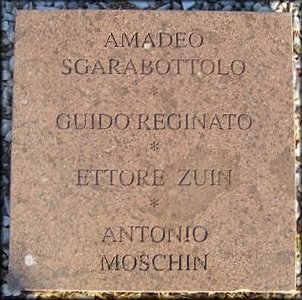 AMADEO
SGARABOTTOLO
*
GUIDO REGINATO
*
ETTORE ZUIN
*
ANTONIO
MOSCHIN